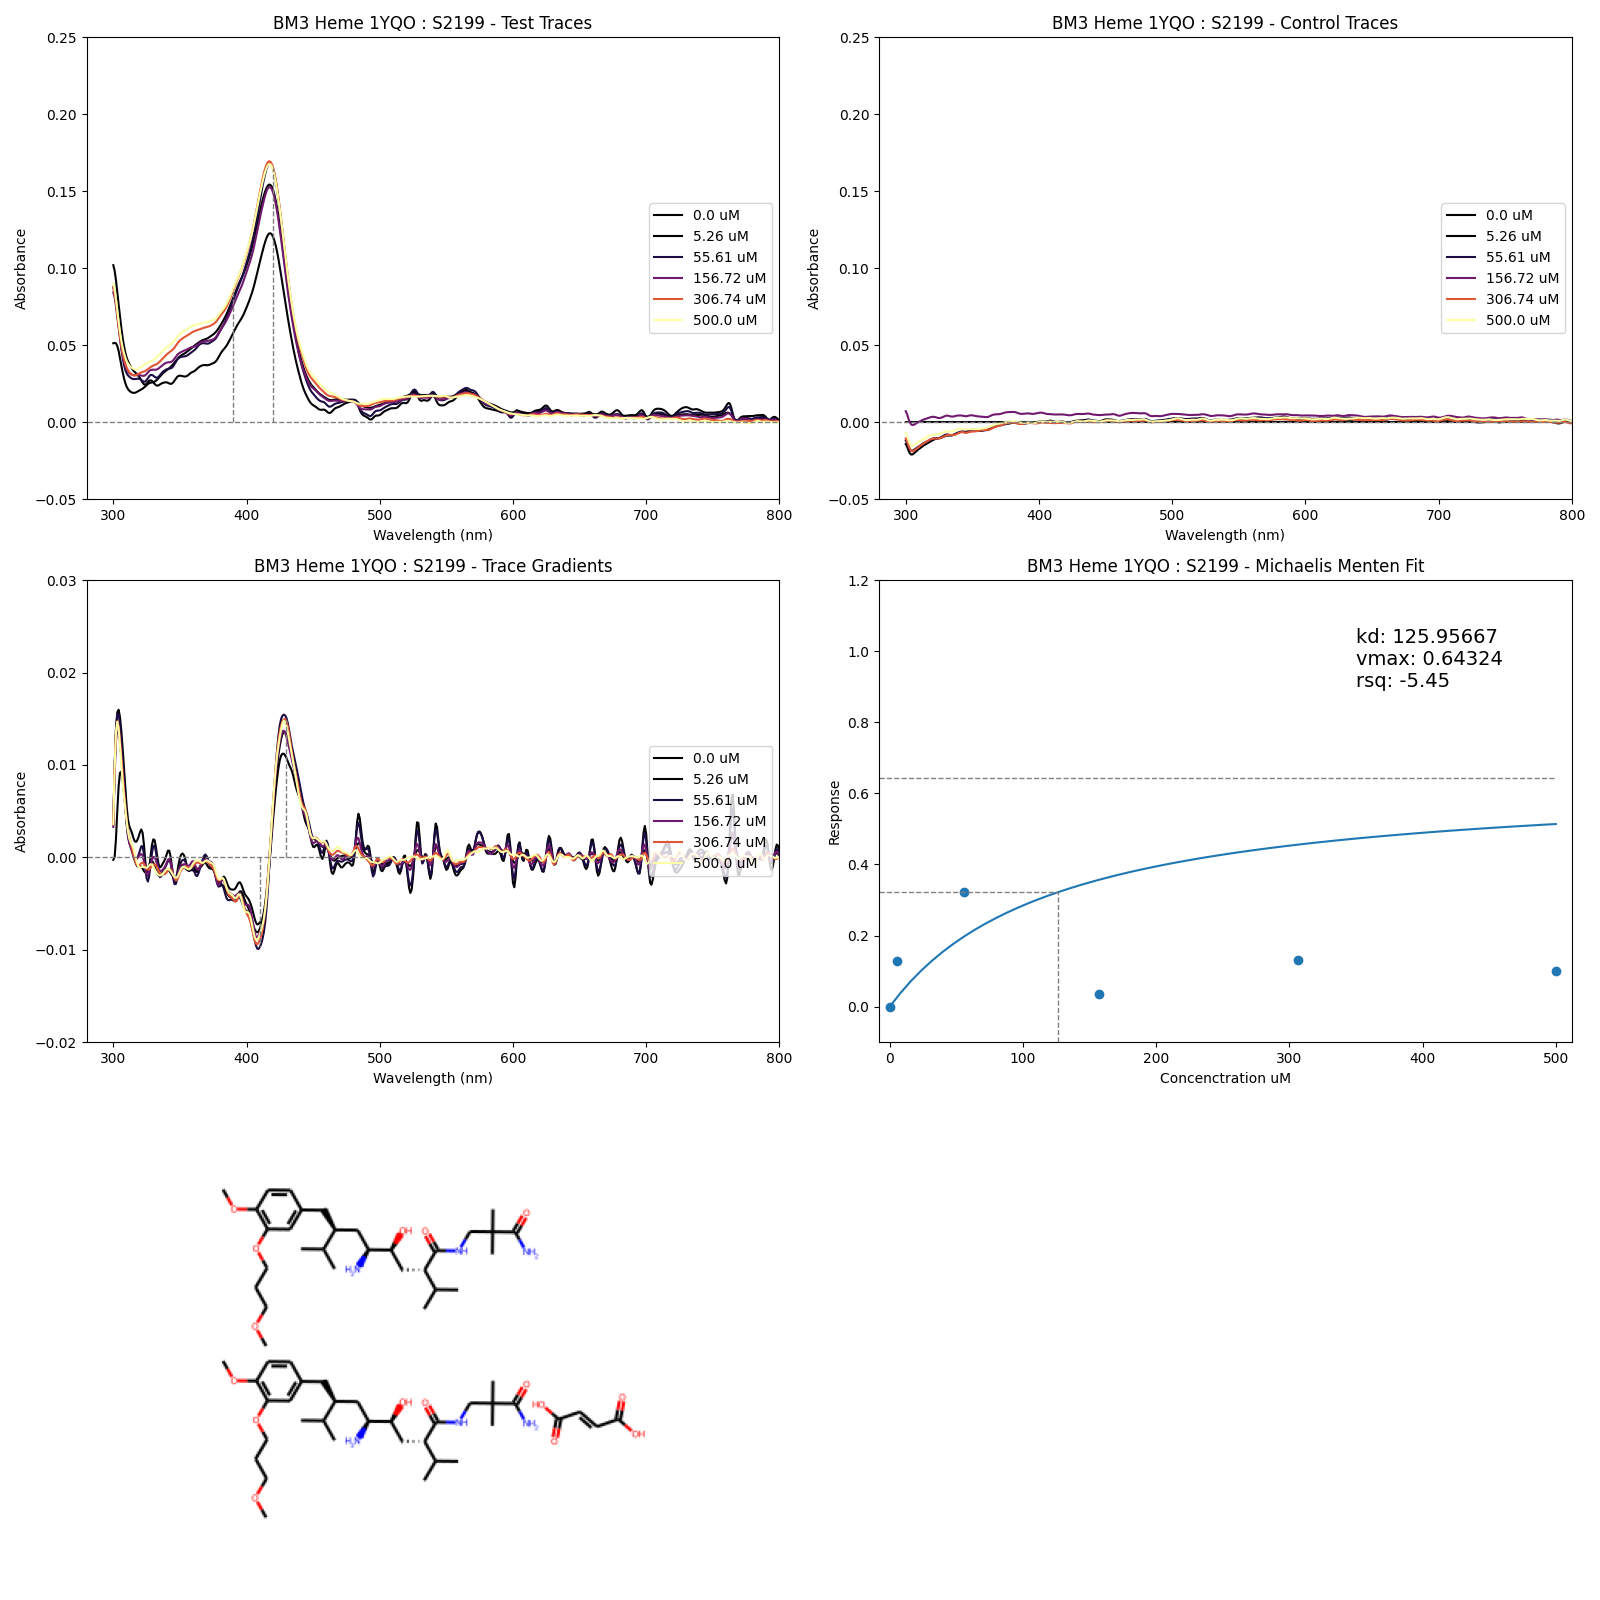 BM3 Heme 1YQO : S2199 - Test Traces
0.25
0.20
0.15
0.10
0.05
0.00
−0.05
Absorbance
300 400 500 600 700 800
Wavelength (nm)
0.0 uM
5.26 uM
55.61 uM
156.72 uM
306.74 uM
500.0 uM
BM3 Heme 1YQO : S2199 - Control Traces
0.25
0.20
0.15
0.10
0.05
0.00
−0.05
Absorbance
300 400 500 600 700 800
Wavelength (nm)
0.0 uM
5.26 uM
55.61 uM
156.72 uM
306.74 uM
500.0 uM
BM3 Heme 1YQO : S2199 - Trace Gradients
0.03
0.02
0.01
0.00
−0.01
−0.02
Absorbance
300 400 500 600 700 800
Wavelength (nm)
0.0 uM
5.26 uM
55.61 uM
156.72 uM
306.74 uM
500.0 uM
BM3 Heme 1YQO : S2199 - Michaelis Menten Fit
1.2
1.0
0.8
0.6
0.4
0.2
0.0
Response
kd: 125.95667
vmax: 0.64324
rsq: -5.45
0 100 200 300 400 500
Concenctration uM
O
O
O
H2N
OH
O
NH
O
NH2
O
O
O
H2N
OH
O
NH
O
NH2
HO
O
O
OH